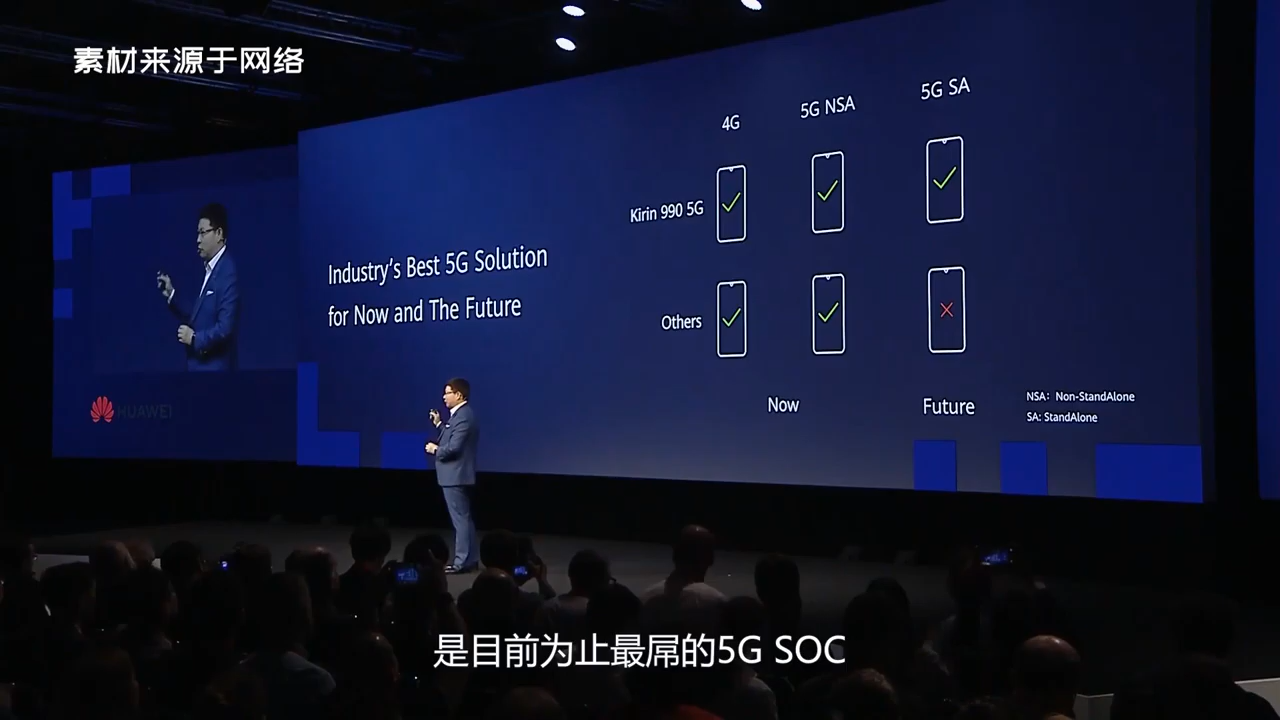 素材来源于网络
4G
5G NSA
5G SA
Kirin 990 5G
Industry's Best 5G Solution
for Now and The Future
Others
Now
Future
NSA: Non-StandAlone
SA: StandAlone
HUAWEI
是目前为止最屌的5G SOC